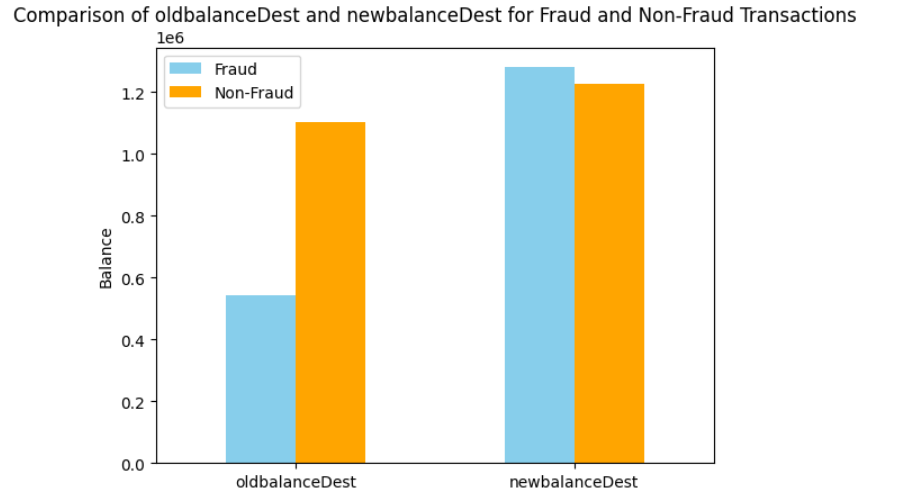 Comparison of oldbalanceDest and newbalanceDest for Fraud and Non-Fraud Transactions
1e6
Fraud
Non-Fraud
1.2
1.0
0.8
0.6
0.4
0.2
0.0
Balance
oldbalanceDest
newbalanceDest